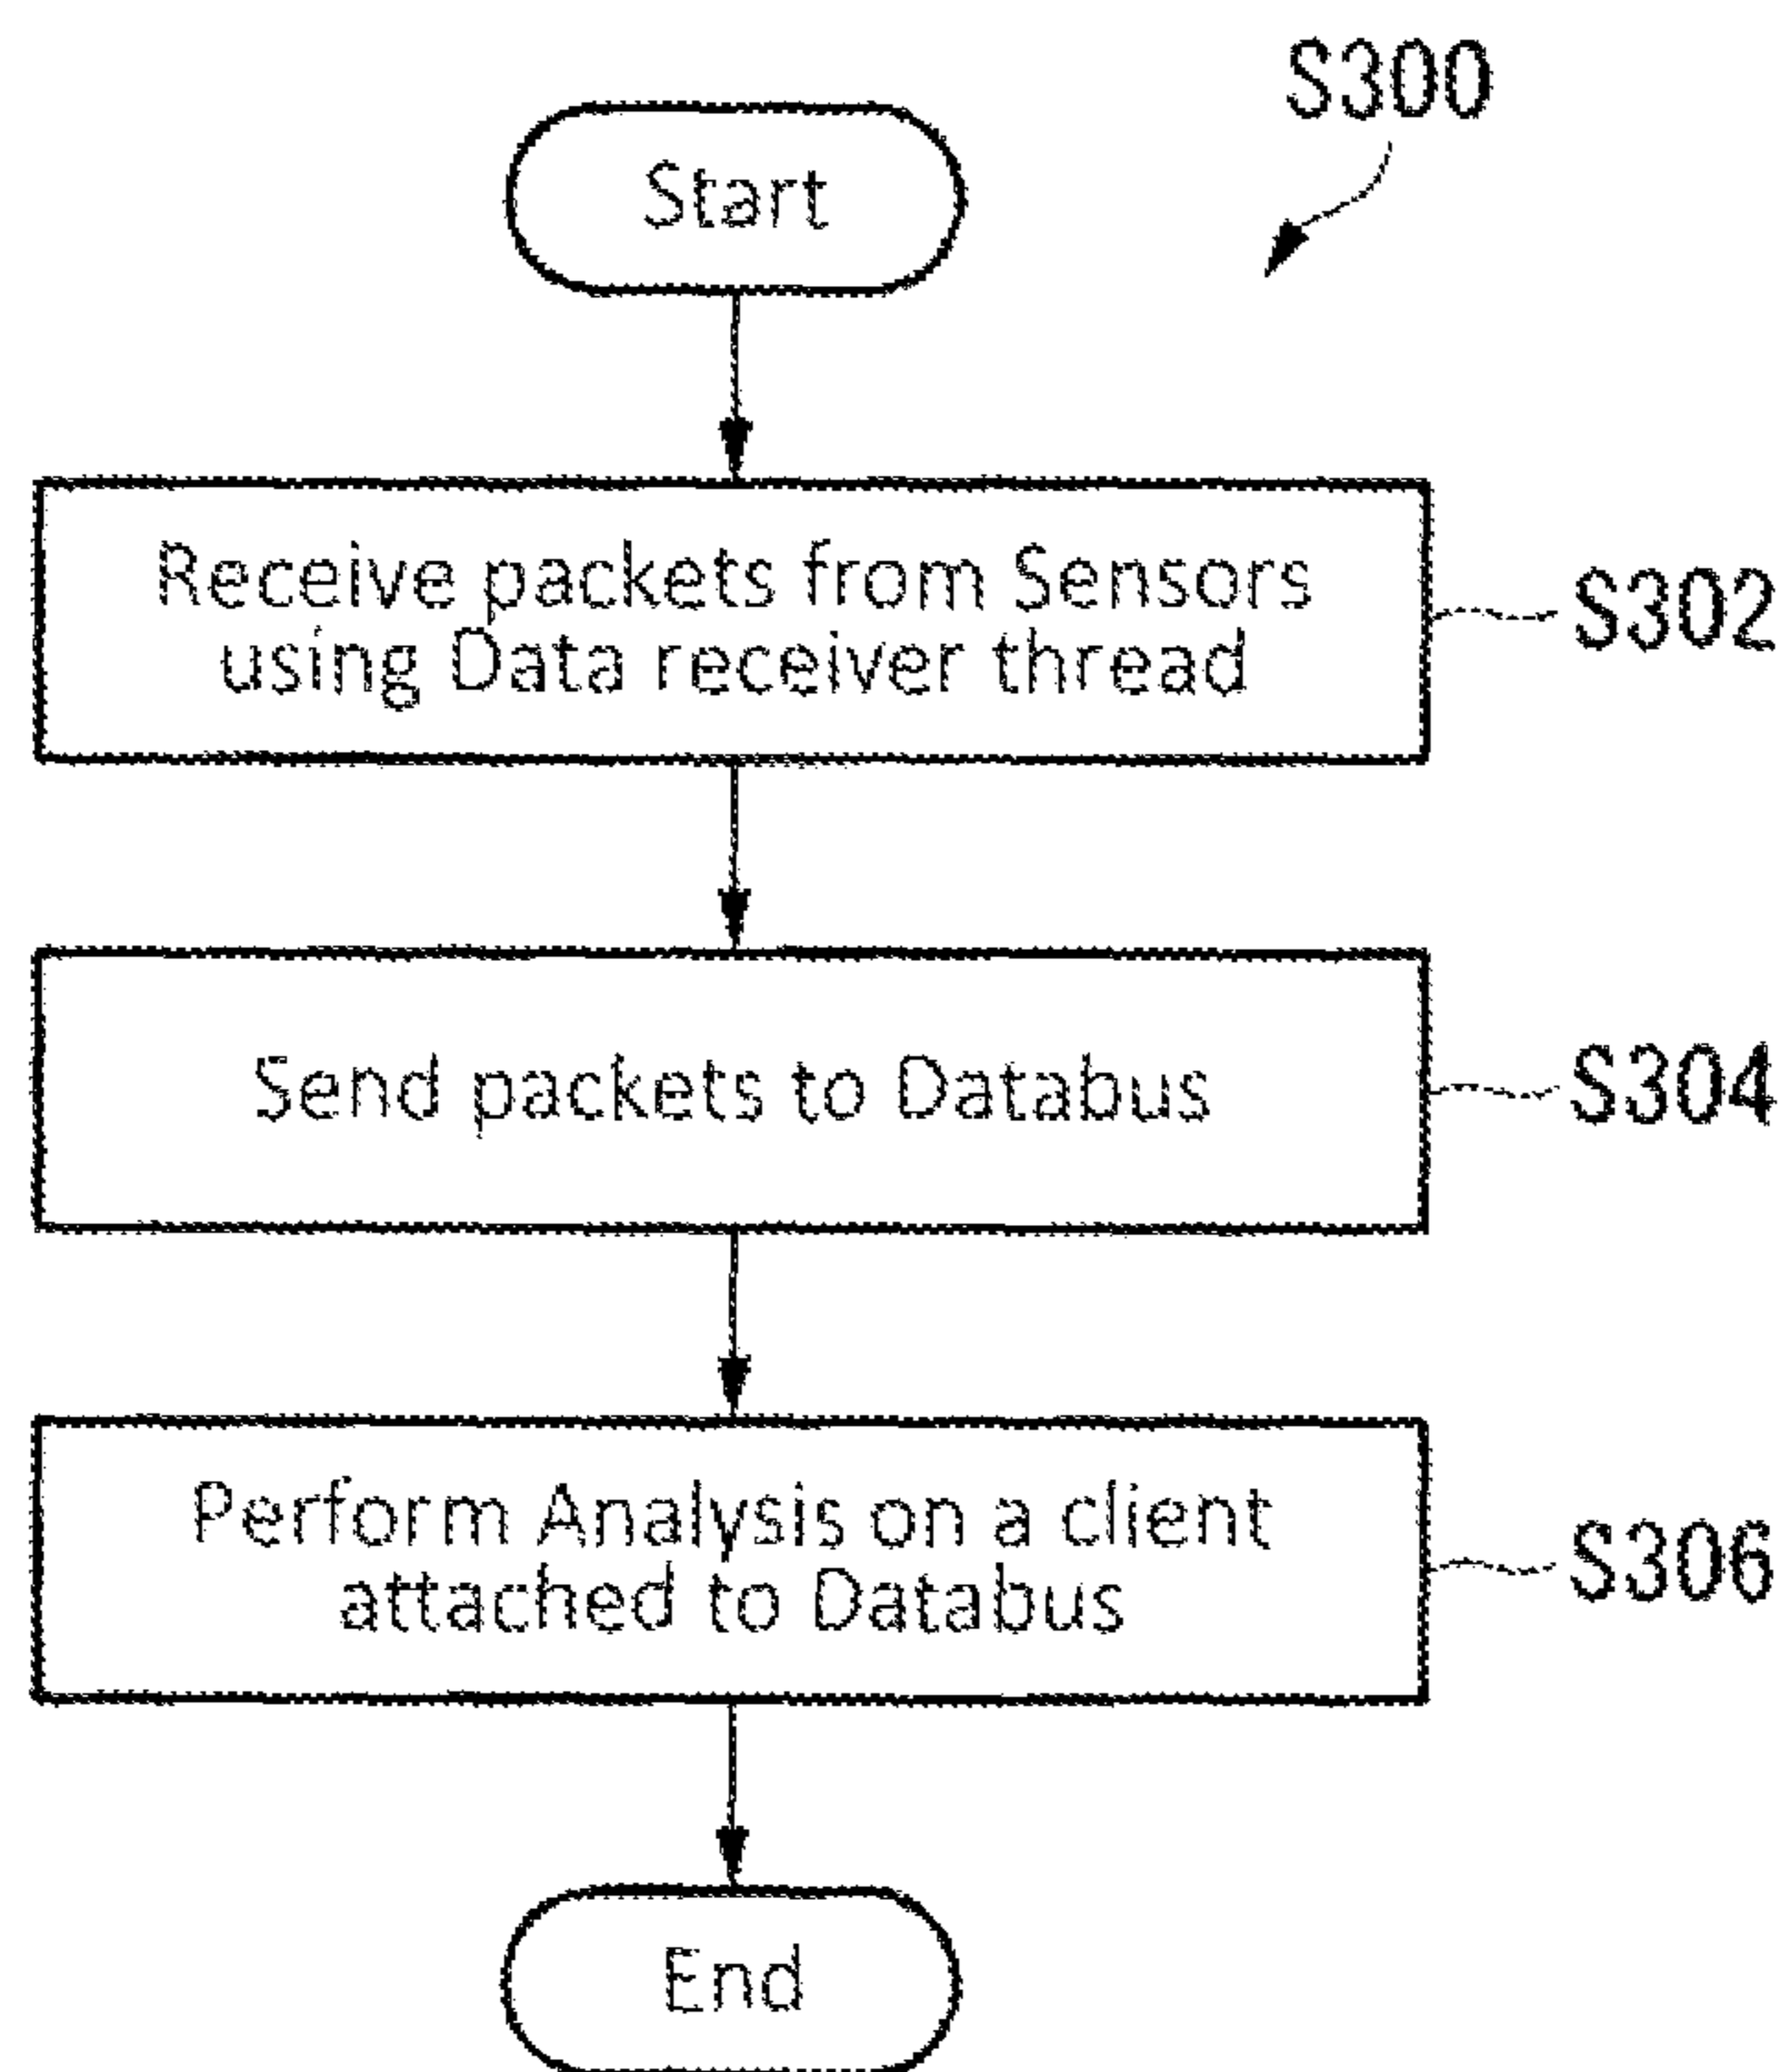 S300
Start
Receive packets from Sensors
using Data receiver thread
S302
Send packets to Databus
S304
Perform Analysis on a client
attached to Databus
S306
End